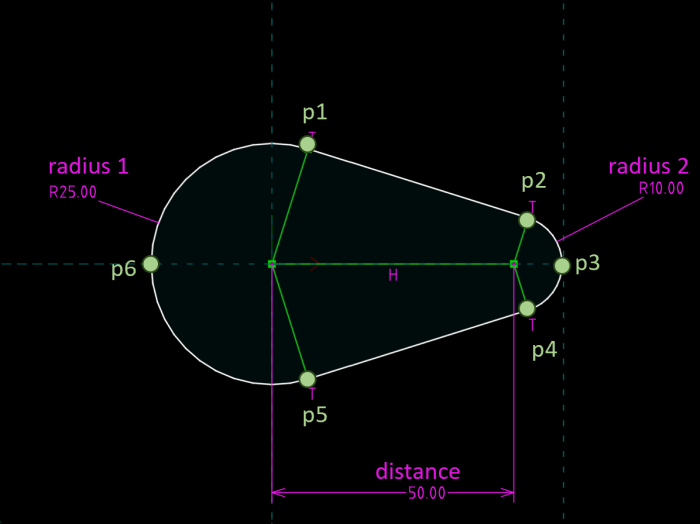 p1
radius 1
R25.00
p2
radius 2
R10.00
T
T
p6
H
p3
T
p4
T
p5
distance
50.00